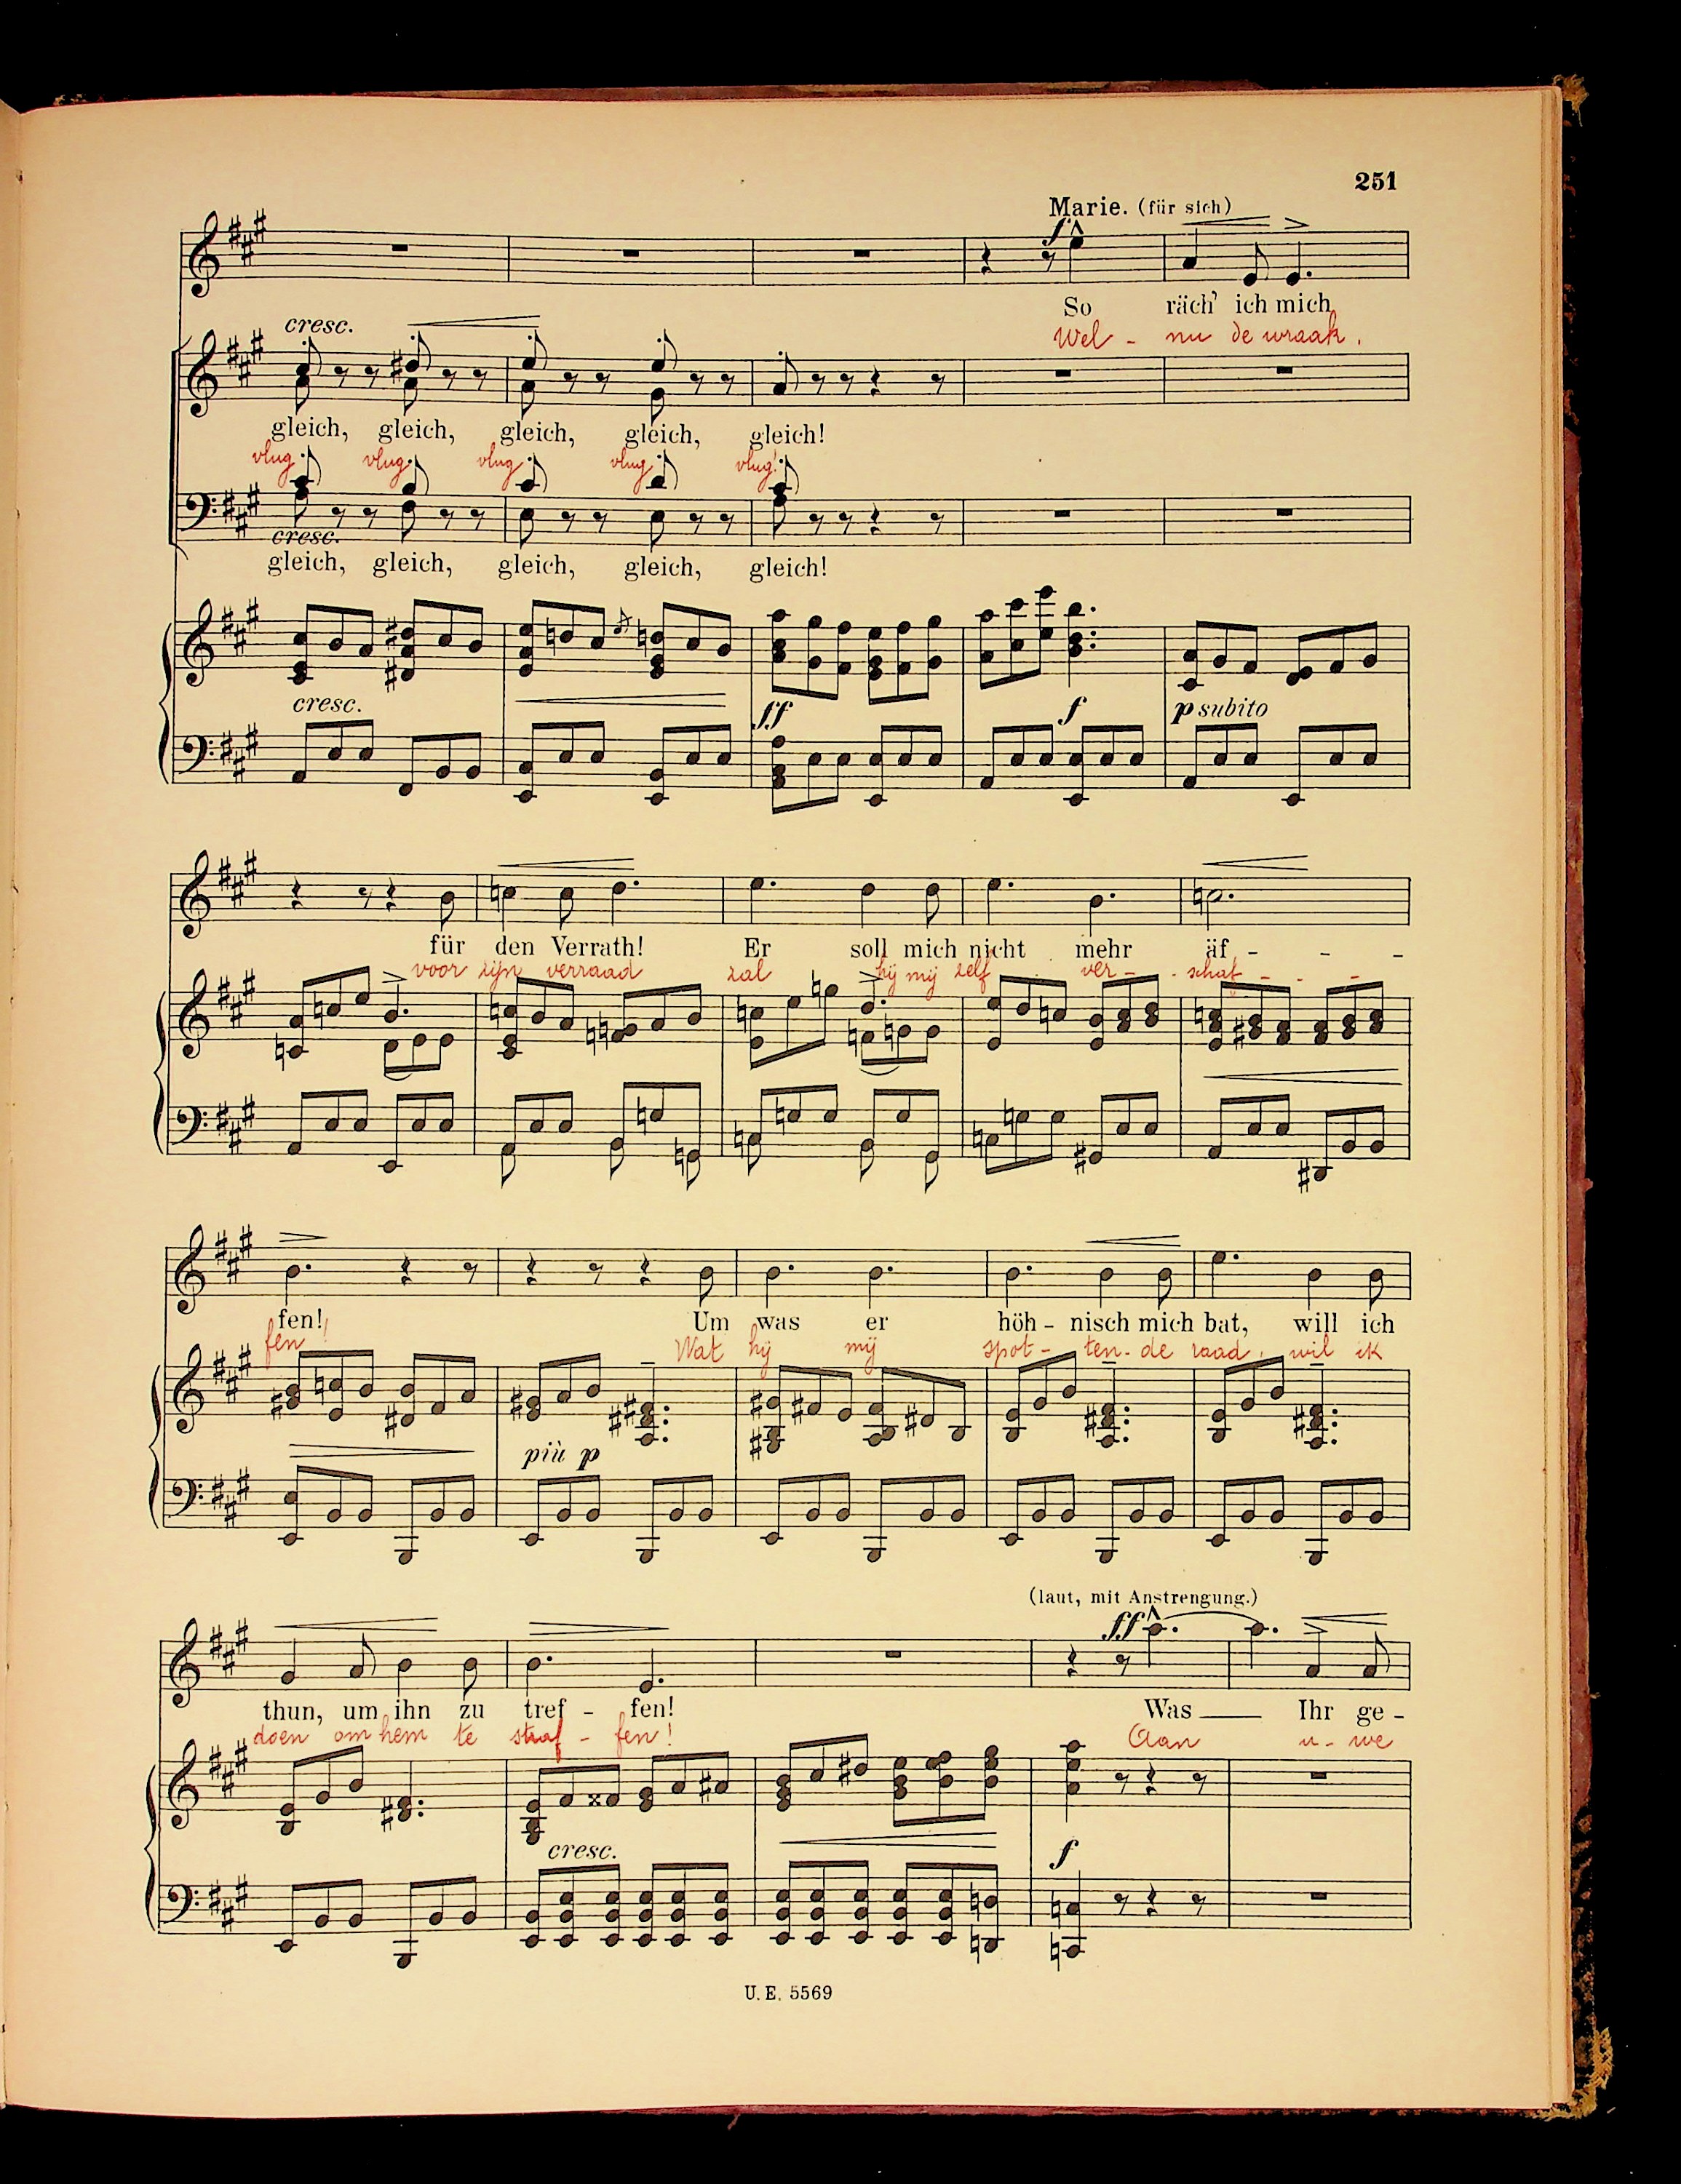 251
Marie. (für sich)
f
So räch' ich mich
Wel - nu de wraak.
cresc.
gleich, gleich, gleich, gleich, gleich!
vlug vlug vlug vlug vlug!
cresc.
gleich, gleich, gleich, gleich, gleich!
cresc. ff f p subito
für den Verrath! Er soll mich nicht mehr äf - - - -
voor zijn verraad zal hij mij zelf ver - - schaf - - -
fen! Um was er höh - nisch mich bat, will ich
fen! Wat hij mij spot - ten - de raad, wil ik
più p
(laut, mit Anstrengung.)
ff
thun, um ihn zu tref - fen! Was Ihr ge -
doen om hem te straf - fen! Aan u - we
cresc. f
U. E. 5569